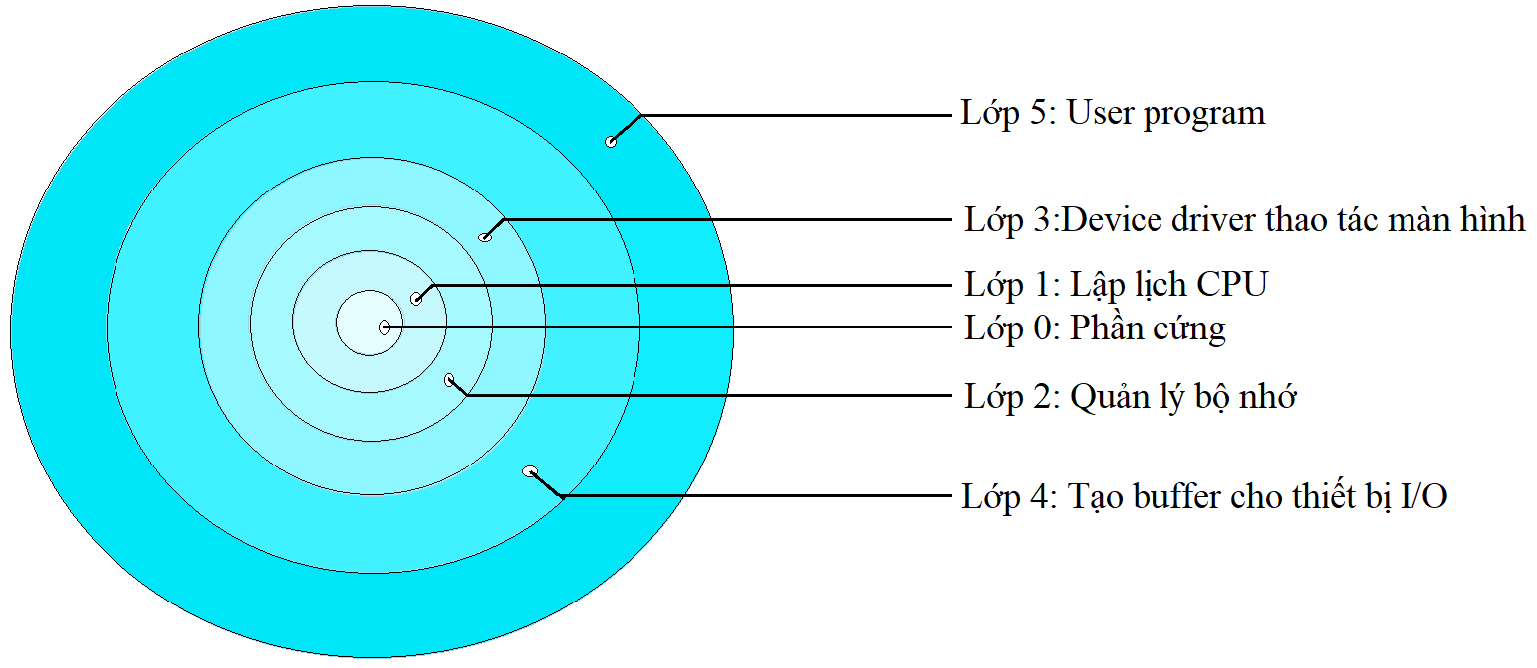 Lớp 5: User program
Lớp 3:Device driver thao tác màn hình
Lớp 1: Lập lịch CPU
Lớp 0: Phần cứng
Lớp 2: Quản lý bộ nhớ
Lớp 4: Tạo buffer cho thiết bị I/O